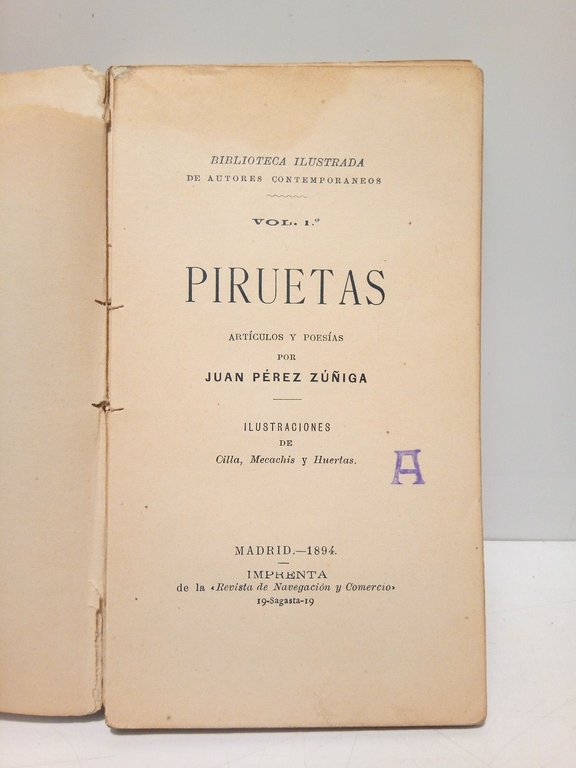 BIBLIOTECA ILUSTRADA
DE AUTORES CONTEMPORANEOS
VOL. 1.º
PIRUETAS
ARTÍCULOS Y POESÍAS
POR
JUAN PÉREZ ZÚÑIGA
ILUSTRACIONES
DE
Cilla, Mecachis y Huertas.
A
MADRID.—1894.
IMPRENTA
de la «Revista de Navegación y Comercio»
19-Sagasta-19